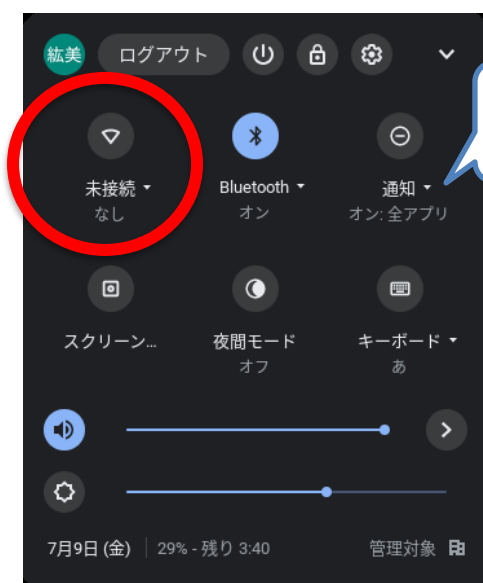 紘美 ログアウト
未接続 Bluetooth 通知
なし オン オン: 全アプリ
スクリーン... 夜間モード キーボード
オフ あ
7月9日 (金) 29% - 残り 3:40 管理対象